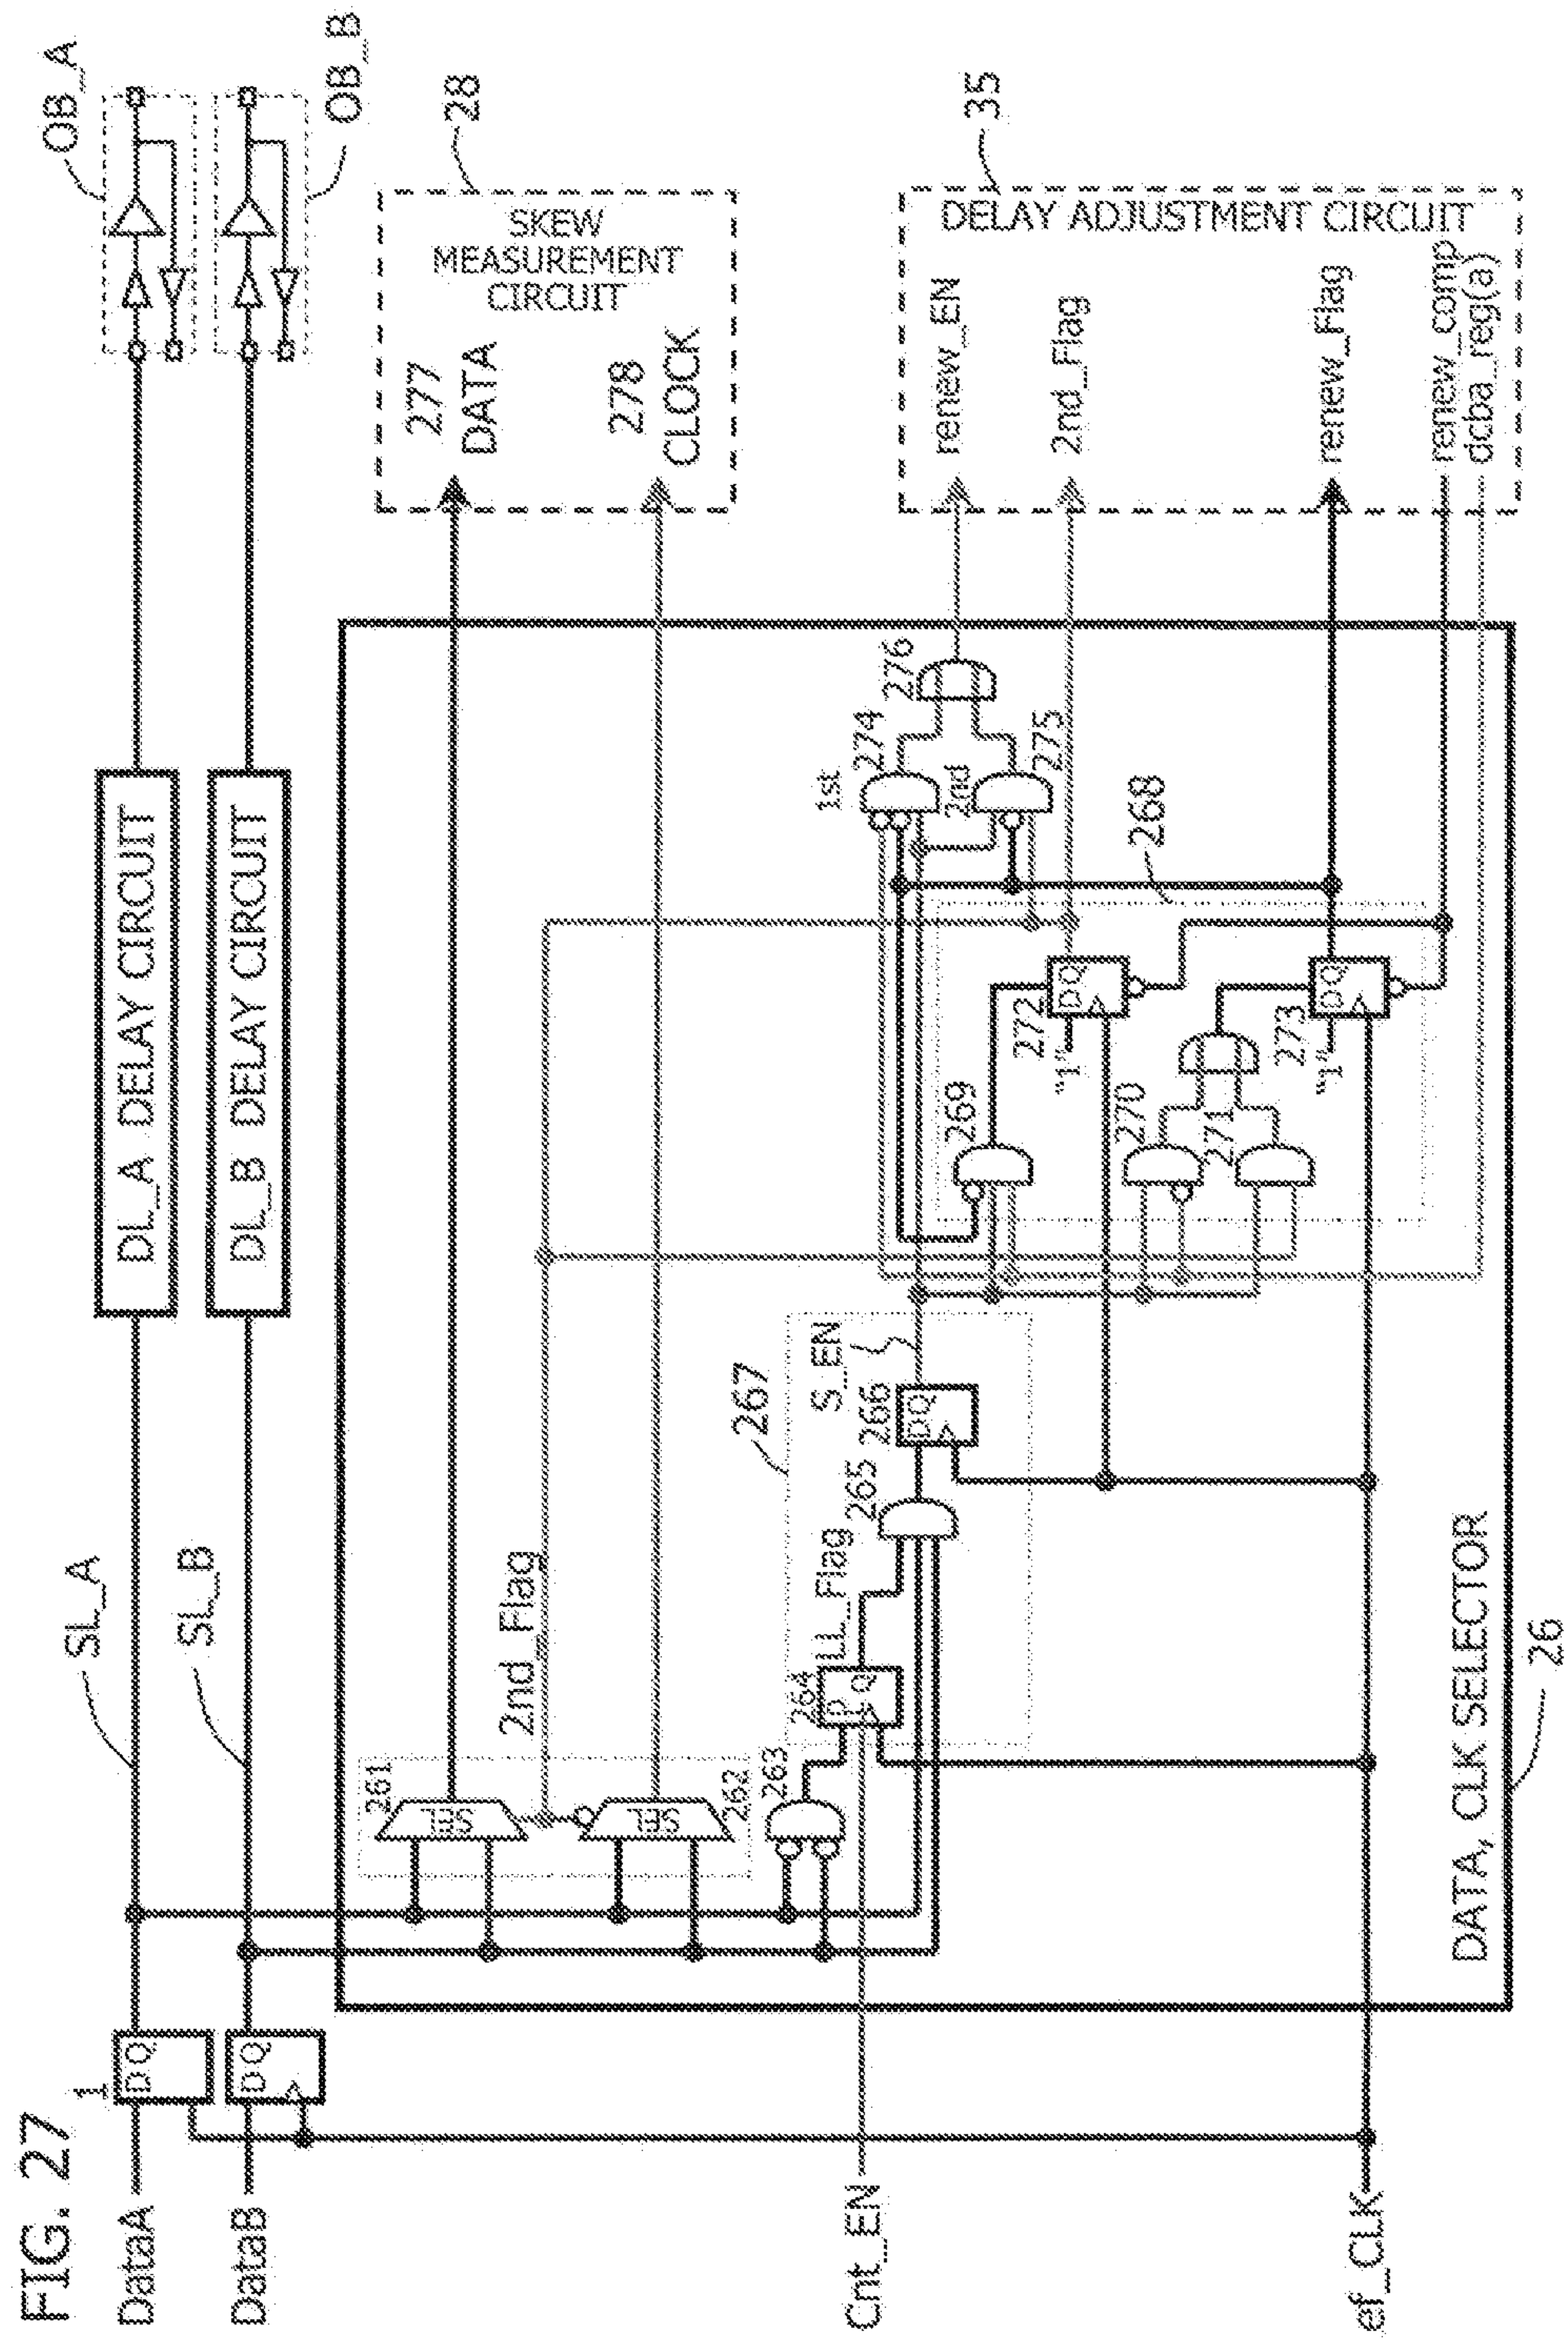 FIG. 27
DataA
DataB
Cnt_EN
ef_CLK
1
D Q
D Q
SL_A
SL_B
DL_A DELAY CIRCUIT
DL_B DELAY CIRCUIT
OB_A
OB_B
261
SEL
SEL
262
2nd_Flag
263
264
D Q
LL_Flag
265
266
D Q
S_EN
267
268
269
270
271
272
"1"
D Q
273
"1"
D Q
1st
274
2nd
275
276
28
SKEW
MEASUREMENT
CIRCUIT
277
DATA
278
CLOCK
35
DELAY ADJUSTMENT CIRCUIT
renew_EN
2nd_Flag
renew_Flag
renew_comp
dcba_reg(a)
DATA, CLK SELECTOR
26